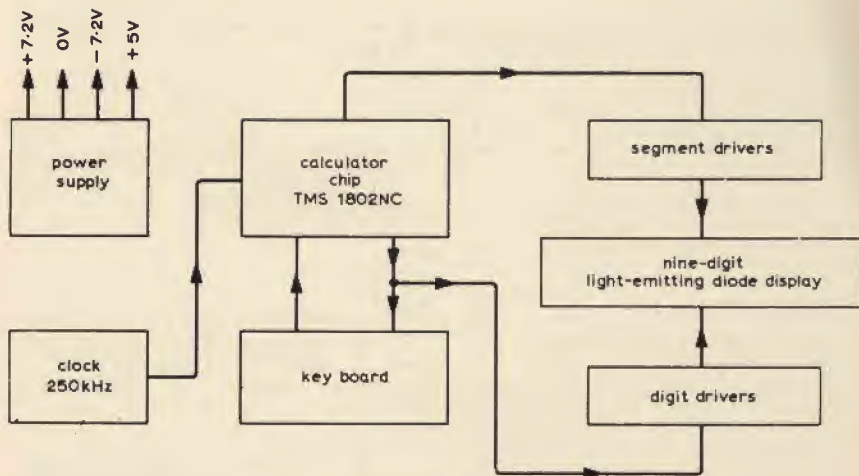 +7·2V
0V
−7·2V
+5V
power
supply
calculator
chip
TMS 1802NC
segment drivers
nine-digit
light-emitting diode display
clock
250kHz
key board
digit drivers